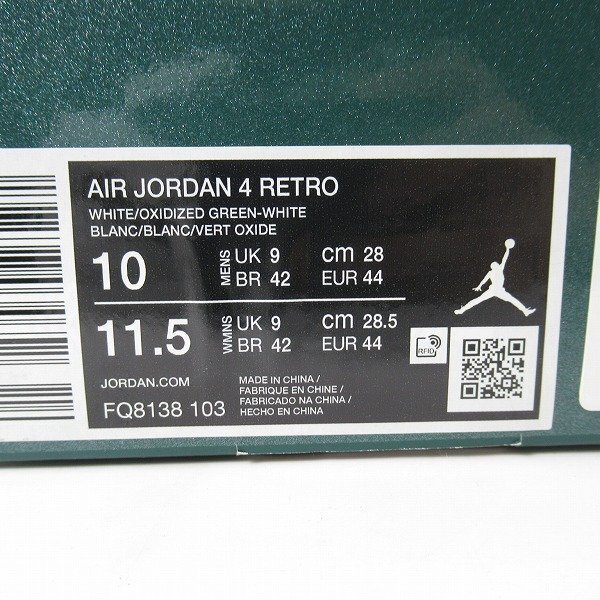 AIR JORDAN 4 RETRO
WHITE/OXIDIZED GREEN-WHITE
BLANC/BLANC/VERT OXIDE
10 MENS UK 9 cm 28
BR 42 EUR 44
11.5 WMNS UK 9 cm 28.5
BR 42 EUR 44
RFID
JORDAN.COM
FQ8138 103
MADE IN CHINA /
FABRIQUE EN CHINE /
FABRICADO NA CHINA /
HECHO EN CHINA